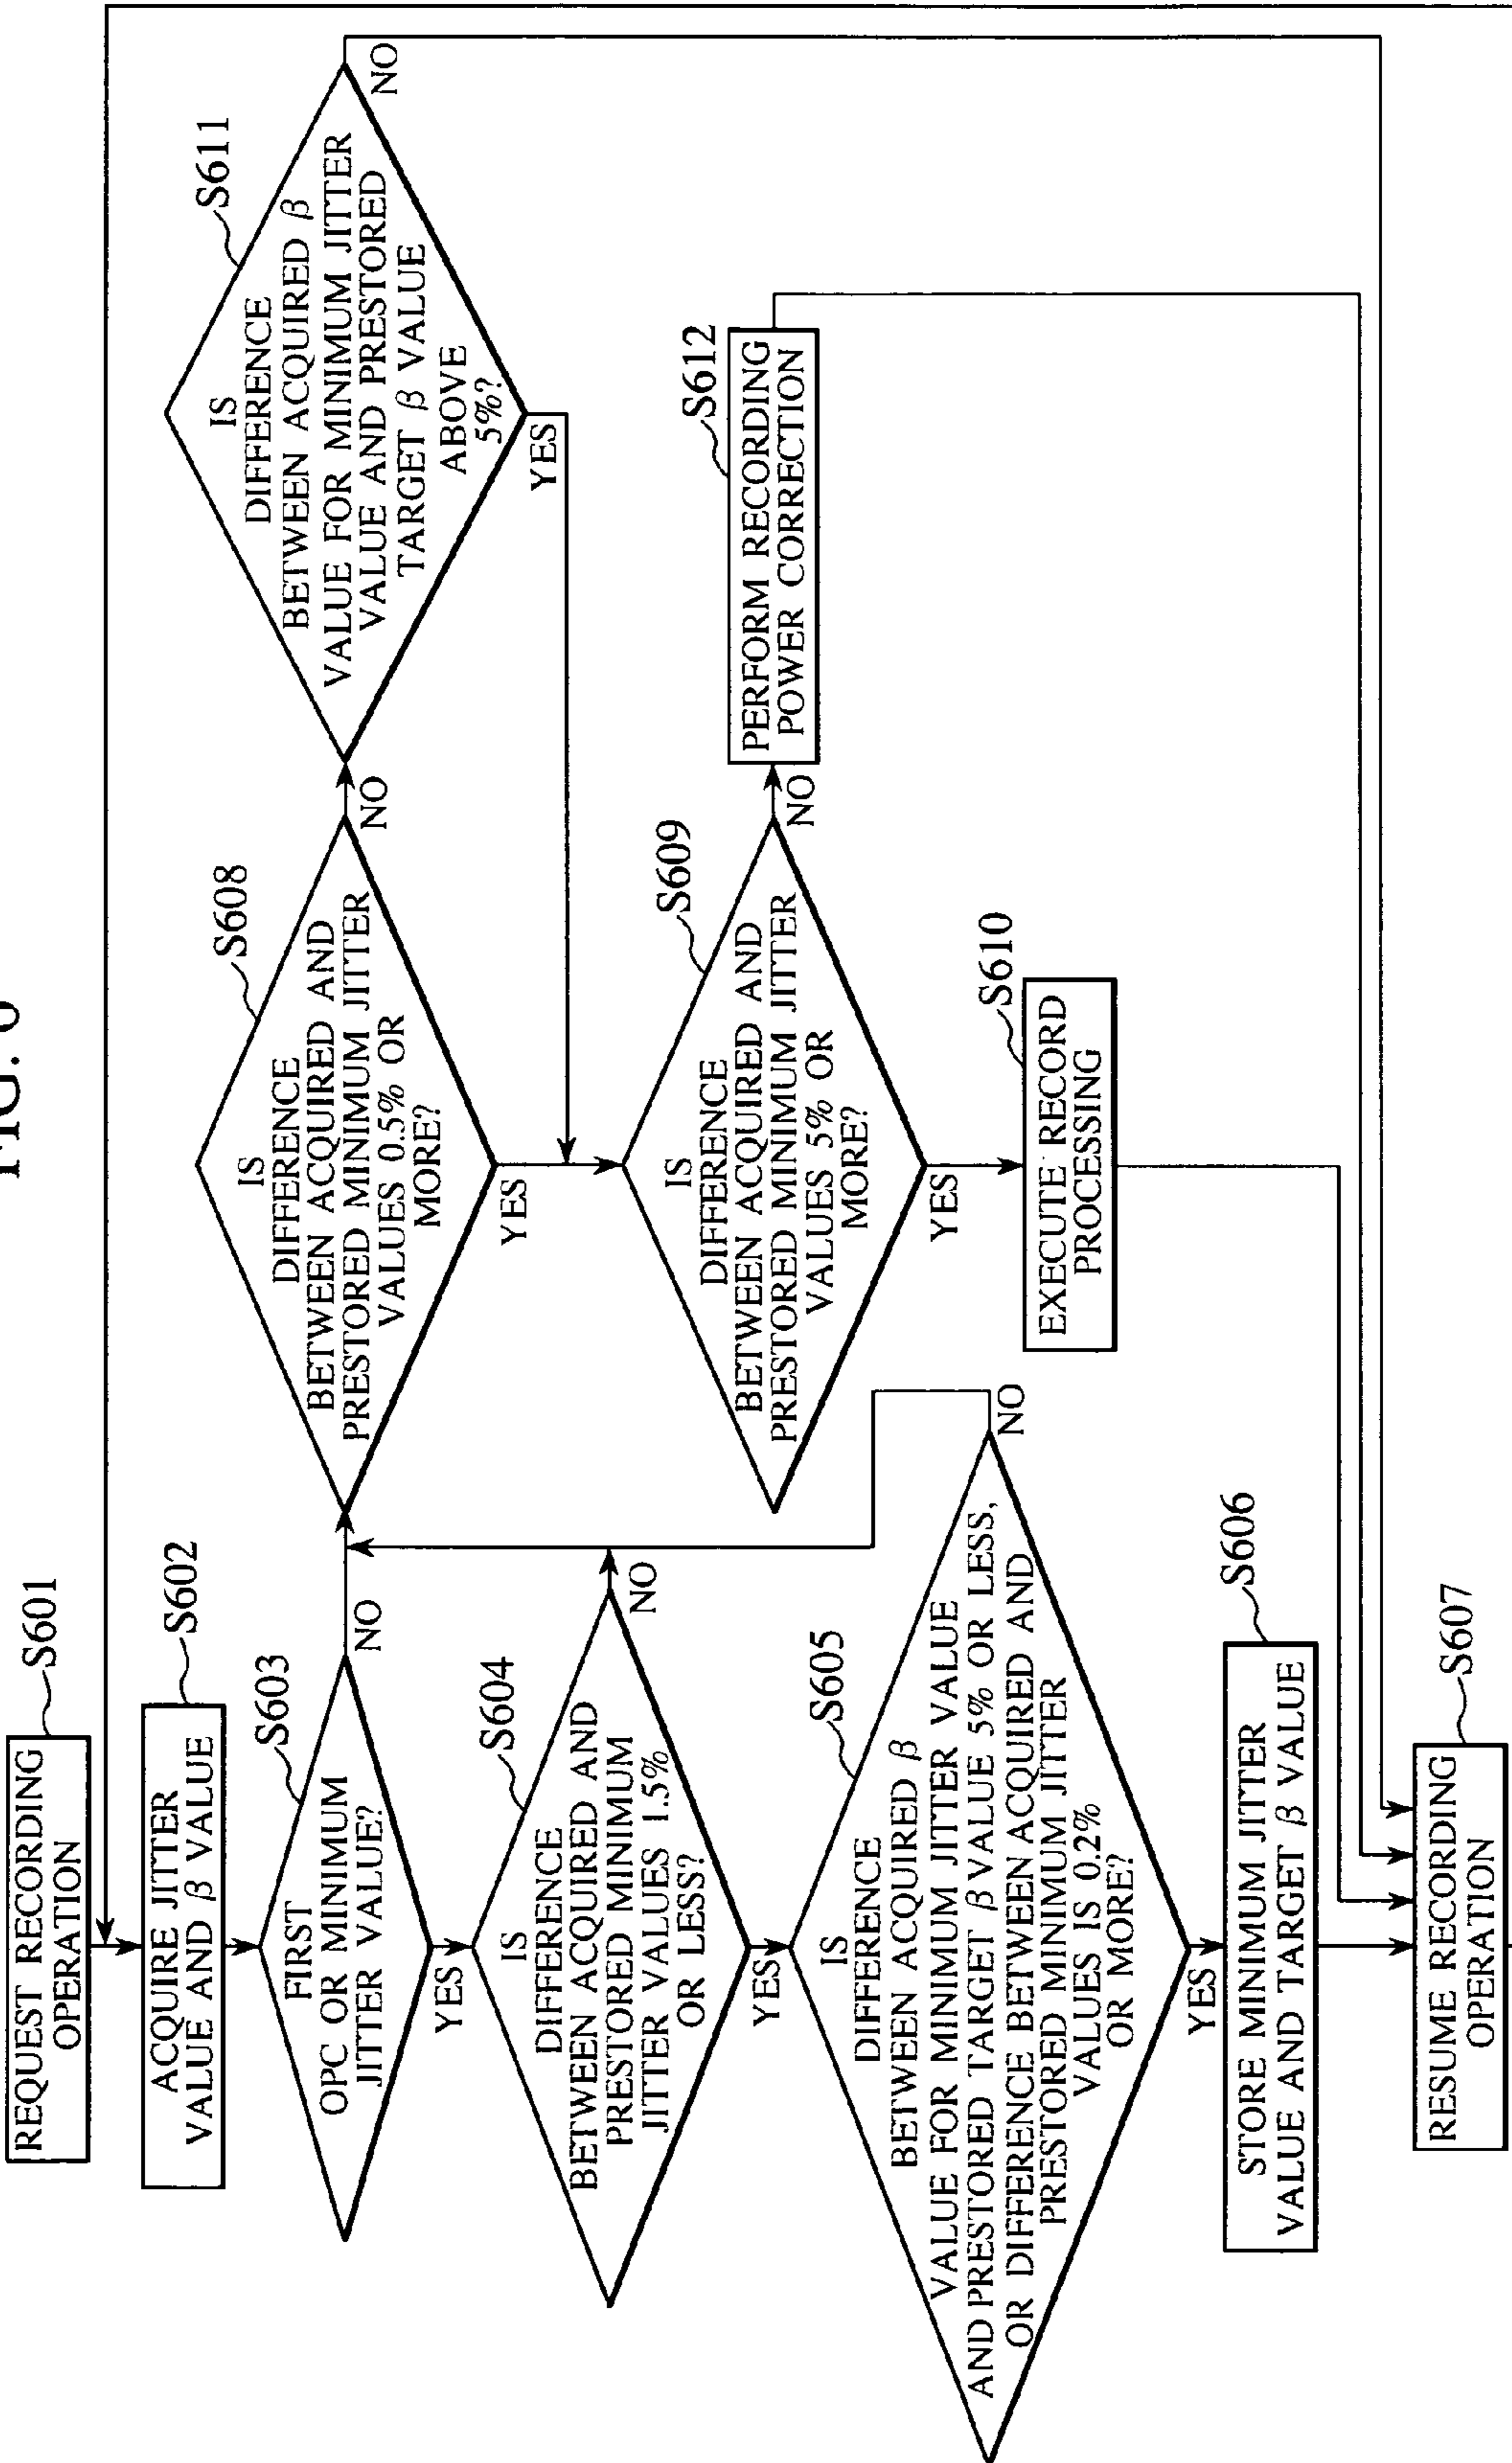 FIG. 6
REQUEST RECORDING
OPERATION
S601
ACQUIRE JITTER
VALUE AND β VALUE
S602
FIRST
OPC OR MINIMUM
JITTER VALUE?
S603
NO
YES
IS
DIFFERENCE
BETWEEN ACQUIRED AND
PRESTORED MINIMUM
JITTER VALUES 1.5%
OR LESS?
S604
NO
YES
IS
DIFFERENCE
BETWEEN ACQUIRED β
VALUE FOR MINIMUM JITTER VALUE
AND PRESTORED TARGET β VALUE 5% OR LESS,
OR DIFFERENCE BETWEEN ACQUIRED AND
PRESTORED MINIMUM JITTER
VALUES IS 0.2%
OR MORE?
S605
NO
YES
STORE MINIMUM JITTER
VALUE AND TARGET β VALUE
S606
RESUME RECORDING
OPERATION
S607
IS
DIFFERENCE
BETWEEN ACQUIRED AND
PRESTORED MINIMUM JITTER
VALUES 0.5% OR
MORE?
S608
NO
YES
IS
DIFFERENCE
BETWEEN ACQUIRED AND
PRESTORED MINIMUM JITTER
VALUES 5% OR
MORE?
S609
NO
YES
EXECUTE RECORD
PROCESSING
S610
IS
DIFFERENCE
BETWEEN ACQUIRED β
VALUE FOR MINIMUM JITTER
VALUE AND PRESTORED
TARGET β VALUE
ABOVE
5%?
S611
NO
YES
PERFORM RECORDING
POWER CORRECTION
S612